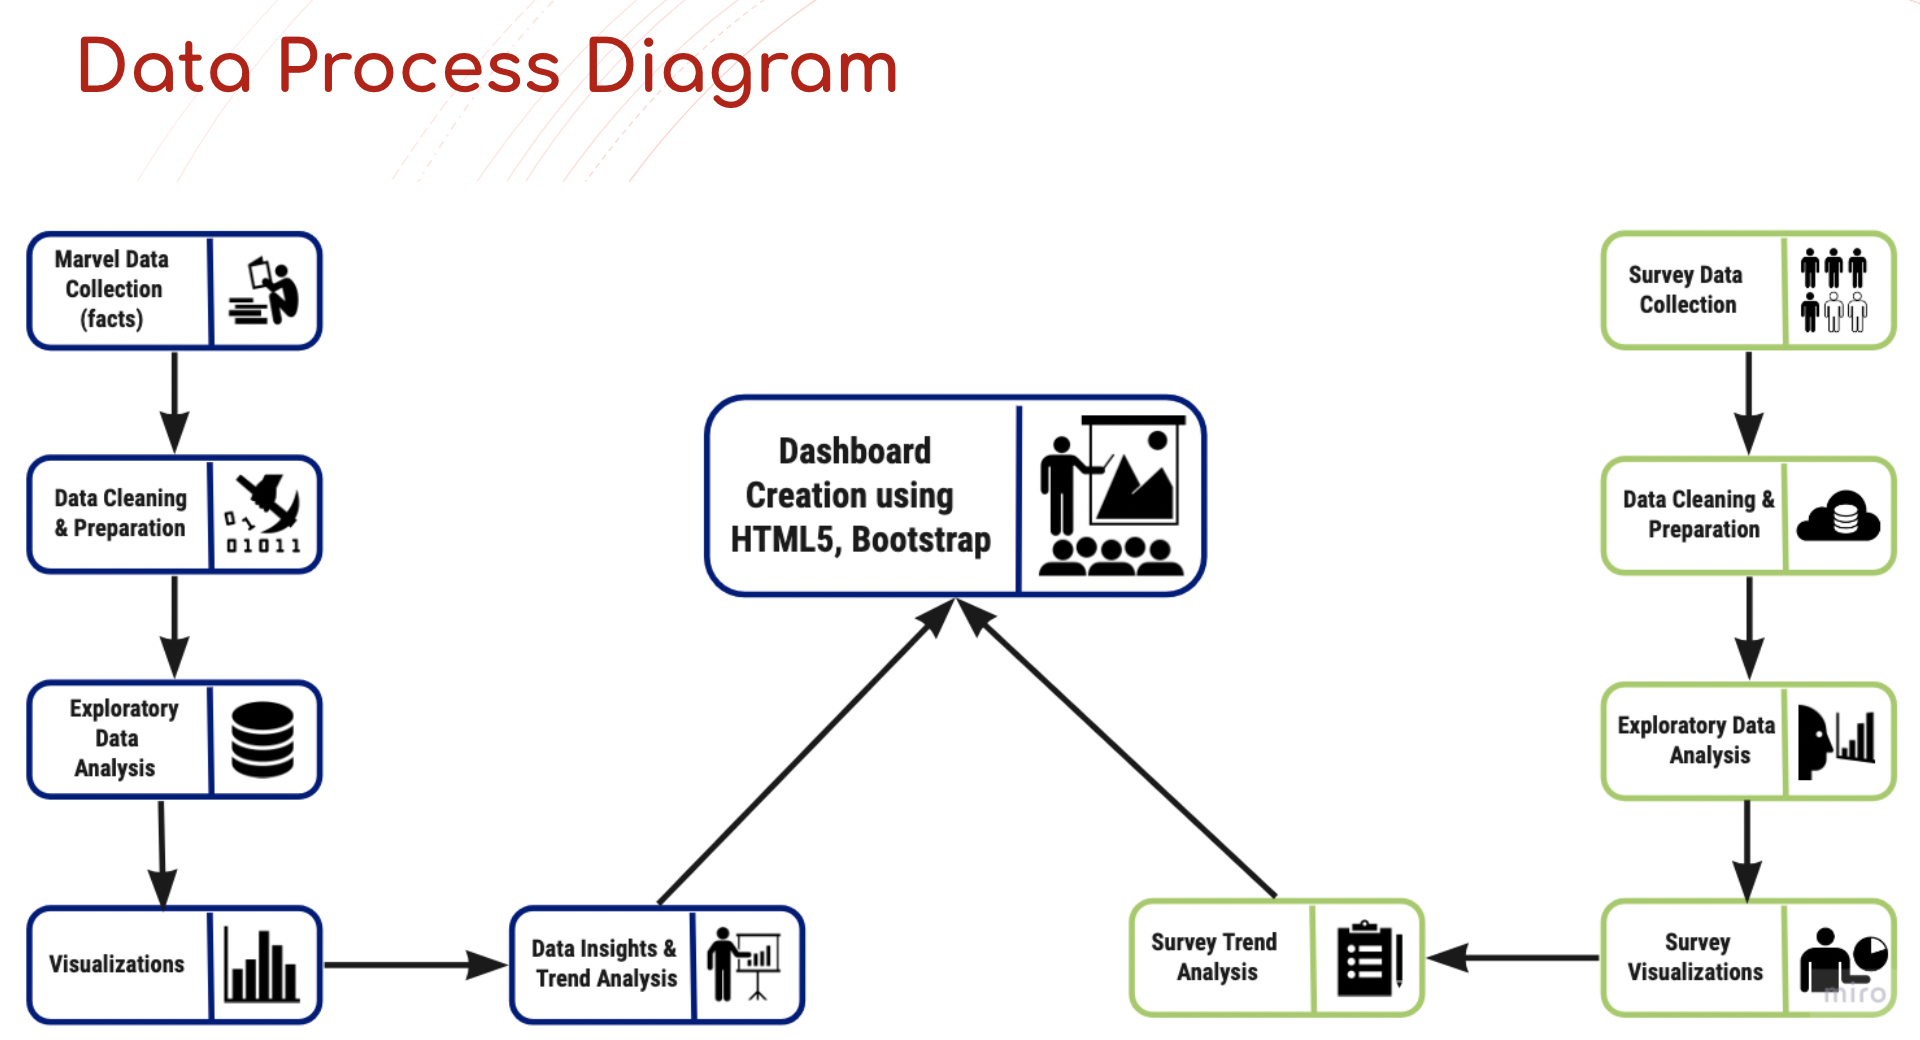 Data Process Diagram
Marvel Data
Collection
(facts)
Data Cleaning
& Preparation
0 1
01011
Exploratory
Data
Analysis
Visualizations
Data Insights &
Trend Analysis
Dashboard
Creation using
HTML5, Bootstrap
Survey Data
Collection
Data Cleaning &
Preparation
Exploratory Data
Analysis
Survey
Visualizations
miro
Survey Trend
Analysis